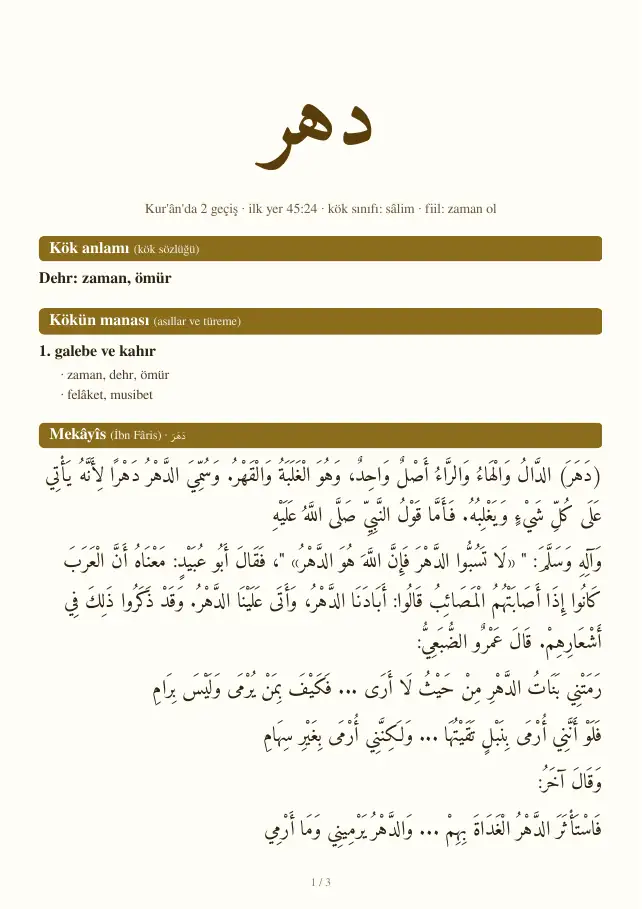 دهر
Kur'ân'da 2 geçiş · ilk yer 45:24 · kök sınıfı: sâlim · fiil: zaman ol
Kök anlamı (kök sözlüğü)
Dehr: zaman, ömür
Kökün manası (asıllar ve türeme)
1. galebe ve kahır
· zaman, dehr, ömür
· felâket, musibet
Mekâyîs (İbn Fâris) · دَهَرَ
(دَهَرَ) الدَّالُ وَالْهَاءُ وَالرَّاءُ أَصْلٌ وَاحِدٌ، وَهُوَ الْغَلَبَةُ وَالْقَهْرُ. وَسُمِّيَ الدَّهْرُ دَهْرًا لِأَنَّهُ يَأْتِي
عَلَى كُلِّ شَيْءٍ وَيَغْلِبُهُ. فَأَمَّا قَوْلُ النَّبِيِّ صَلَّى اللَّهُ عَلَيْهِ
وَآلِهِ وَسَلَّمَ: " «لَا تَسُبُّوا الدَّهْرَ فَإِنَّ اللَّهَ هُوَ الدَّهْرُ» "، فَقَالَ أَبُو عُبَيْدٍ: مَعْنَاهُ أَنَّ الْعَرَبَ
كَانُوا إِذَا أَصَابَتْهُمُ الْمَصَائِبُ قَالُوا: أَبَادَنَا الدَّهْرُ، وَأَتَى عَلَيْنَا الدَّهْرُ. وَقَدْ ذَكَرُوا ذَلِكَ فِي
أَشْعَارِهِمْ. قَالَ عَمْرٌو الضُّبَعِيُّ:
رَمَتْنِي بَنَاتُ الدَّهْرِ مِنْ حَيْثُ لَا أَرَى ... فَكَيْفَ بِمَنْ يُرْمَى وَلَيْسَ بِرَامِ
فَلَوْ أَنَّنِي أُرْمَى بِنَبْلٍ تَقَيْتُهَا ... وَلَكِنَّنِي أُرْمَى بِغَيْرِ سِهَامِ
وَقَالَ آخَرُ:
فَاسْتَأْثَرَ الدَّهْرُ الْغَدَاةَ بِهِمْ ... وَالدَّهْرُ يَرْمِينِي وَمَا أَرْمِي
1 / 3